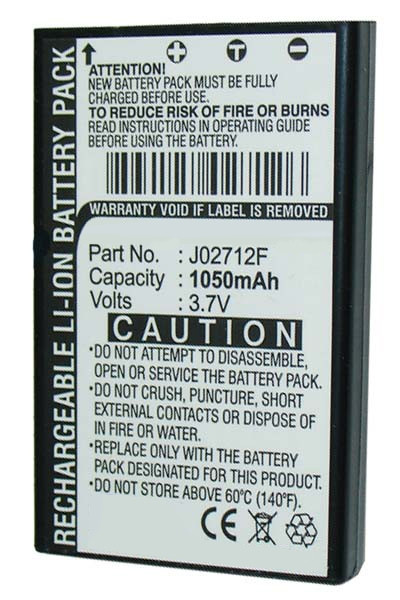 RECHARGEABLE LI-ION BATTERY PACK
+ T −
ATTENTION!
NEW BATTERY PACK MUST BE FULLY
CHARGED BEFORE USE.
TO REDUCE RISK OF FIRE OR BURNS
READ INSTRUCTIONS IN OPERATING GUIDE
BEFORE USING THE BATTERY.
WARRANTY VOID IF LABEL IS REMOVED
Part No. : J02712F
Capacity : 1050mAh
Volts : 3.7V
CAUTION
•DO NOT ATTEMPT TO DISASSEMBLE,
OPEN OR SERVICE THE BATTERY PACK.
•DO NOT CRUSH, PUNCTURE, SHORT
EXTERNAL CONTACTS OR DISPOSE
IN FIRE OR WATER.
•REPLACE ONLY WITH THE BATTERY
PACK DESIGNATED FOR THIS PRODUCT.
•DO NOT STORE ABOVE 60°C (140°F).
CE